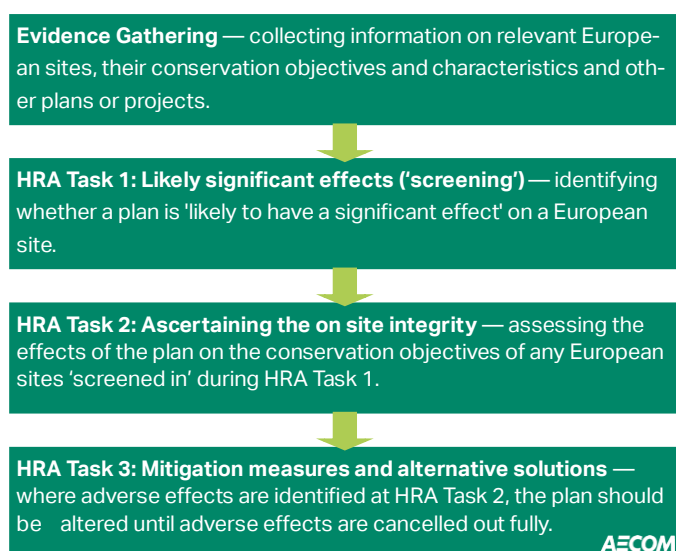 Evidence Gathering — collecting information on relevant Europe-
an sites, their conservation objectives and characteristics and oth-
er plans or projects.
HRA Task 1: Likely significant effects (‘screening’) — identifying
whether a plan is 'likely to have a significant effect' on a European
site.
HRA Task 2: Ascertaining the on site integrity — assessing the
effects of the plan on the conservation objectives of any European
sites ‘screened in’ during HRA Task 1.
HRA Task 3: Mitigation measures and alternative solutions —
where adverse effects are identified at HRA Task 2, the plan should
be altered until adverse effects are cancelled out fully.
AECOM